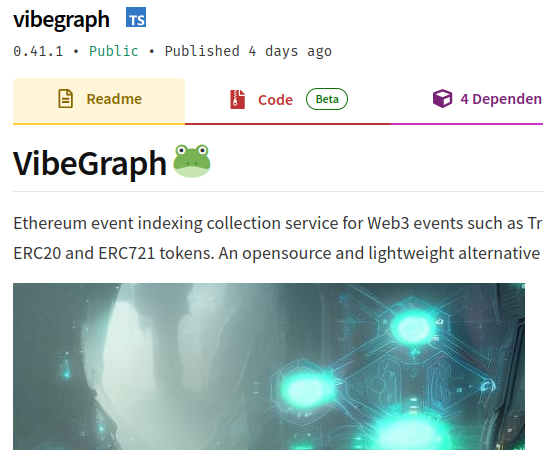 vibegraph TS
0.41.1 • Public • Published 4 days ago
Readme Code Beta 4 Dependen
VibeGraph🐸
Ethereum event indexing collection service for Web3 events such as Tr
ERC20 and ERC721 tokens. An opensource and lightweight alternative